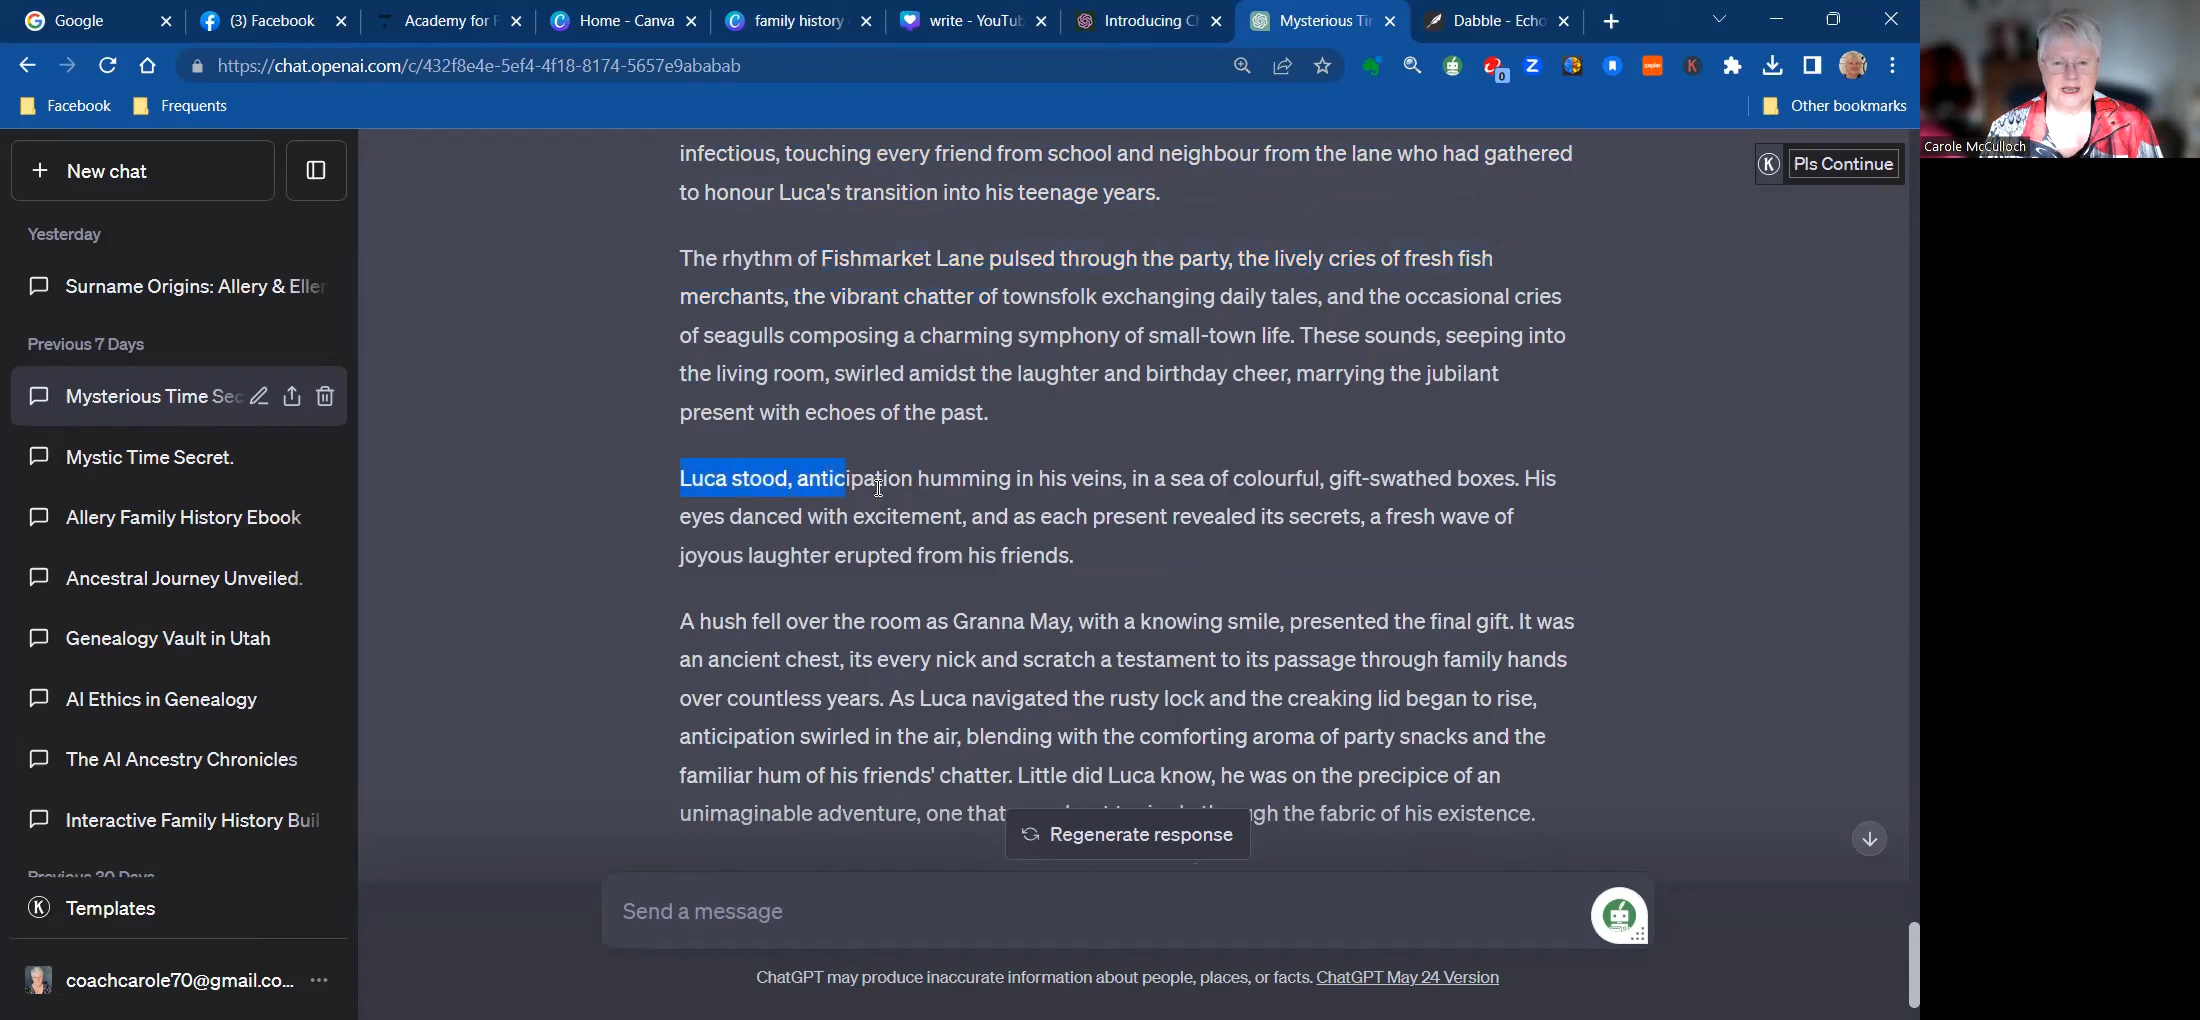 Google
(3) Facebook
Academy for F
Home - Canva
family history
write - YouTub
Introducing Ch
Mysterious Tir
Dabble - Echo
https://chat.openai.com/c/432f8e4e-5ef4-4f18-8174-5657e9ababab
0
Facebook
Frequents
Other bookmarks
Carole McCulloch
New chat
K
Pls Continue
Yesterday
Surname Origins: Allery & Eller
Previous 7 Days
Mysterious Time Sec
Mystic Time Secret.
Allery Family History Ebook
Ancestral Journey Unveiled.
Genealogy Vault in Utah
AI Ethics in Genealogy
The AI Ancestry Chronicles
Interactive Family History Buil
Previous 30 Days
K
Templates
coachcarole70@gmail.co...
infectious, touching every friend from school and neighbour from the lane who had gathered
to honour Luca's transition into his teenage years.
The rhythm of Fishmarket Lane pulsed through the party, the lively cries of fresh fish
merchants, the vibrant chatter of townsfolk exchanging daily tales, and the occasional cries
of seagulls composing a charming symphony of small-town life. These sounds, seeping into
the living room, swirled amidst the laughter and birthday cheer, marrying the jubilant
present with echoes of the past.
Luca stood, anticipation humming in his veins, in a sea of colourful, gift-swathed boxes. His
eyes danced with excitement, and as each present revealed its secrets, a fresh wave of
joyous laughter erupted from his friends.
A hush fell over the room as Granna May, with a knowing smile, presented the final gift. It was
an ancient chest, its every nick and scratch a testament to its passage through family hands
over countless years. As Luca navigated the rusty lock and the creaking lid began to rise,
anticipation swirled in the air, blending with the comforting aroma of party snacks and the
familiar hum of his friends' chatter. Little did Luca know, he was on the precipice of an
unimaginable adventure, one that gh the fabric of his existence.
Regenerate response
Send a message
ChatGPT may produce inaccurate information about people, places, or facts. ChatGPT May 24 Version